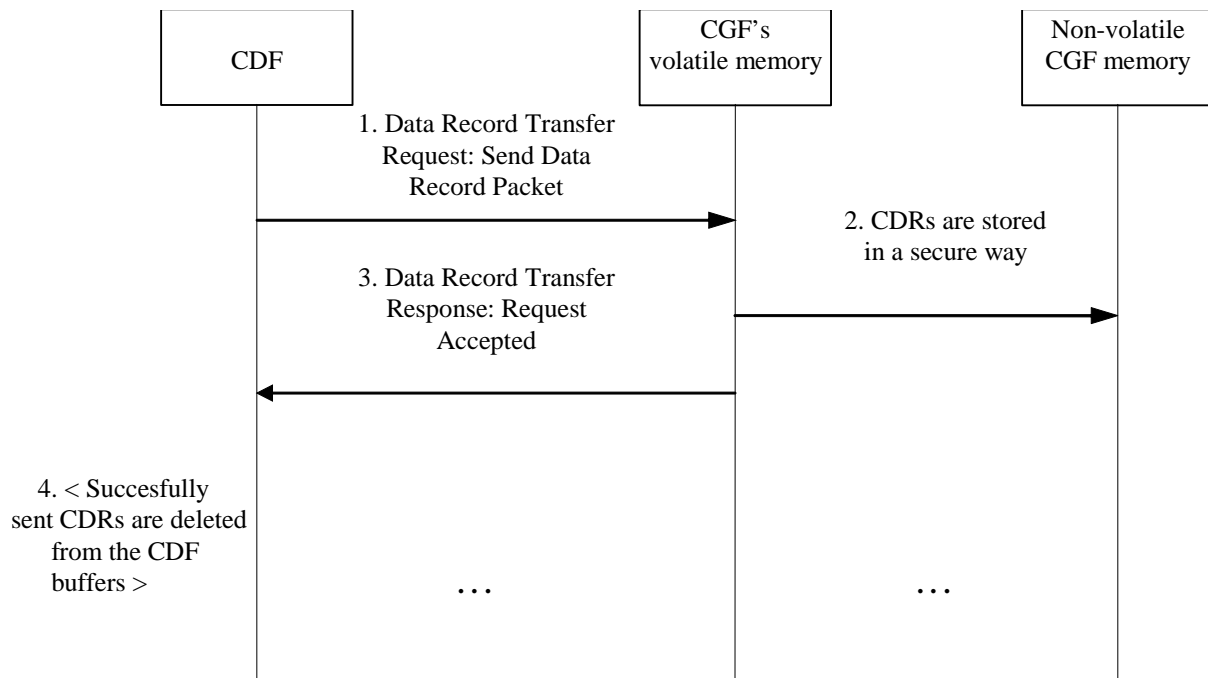 CDF
CGF's
volatile memory
Non-volatile
CGF memory
1. Data Record Transfer
Request: Send Data
Record Packet
2. CDRs are stored
in a secure way
3. Data Record Transfer
Response: Request
Accepted
4. < Succesfully
sent CDRs are deleted
from the CDF
buffers >
...
...